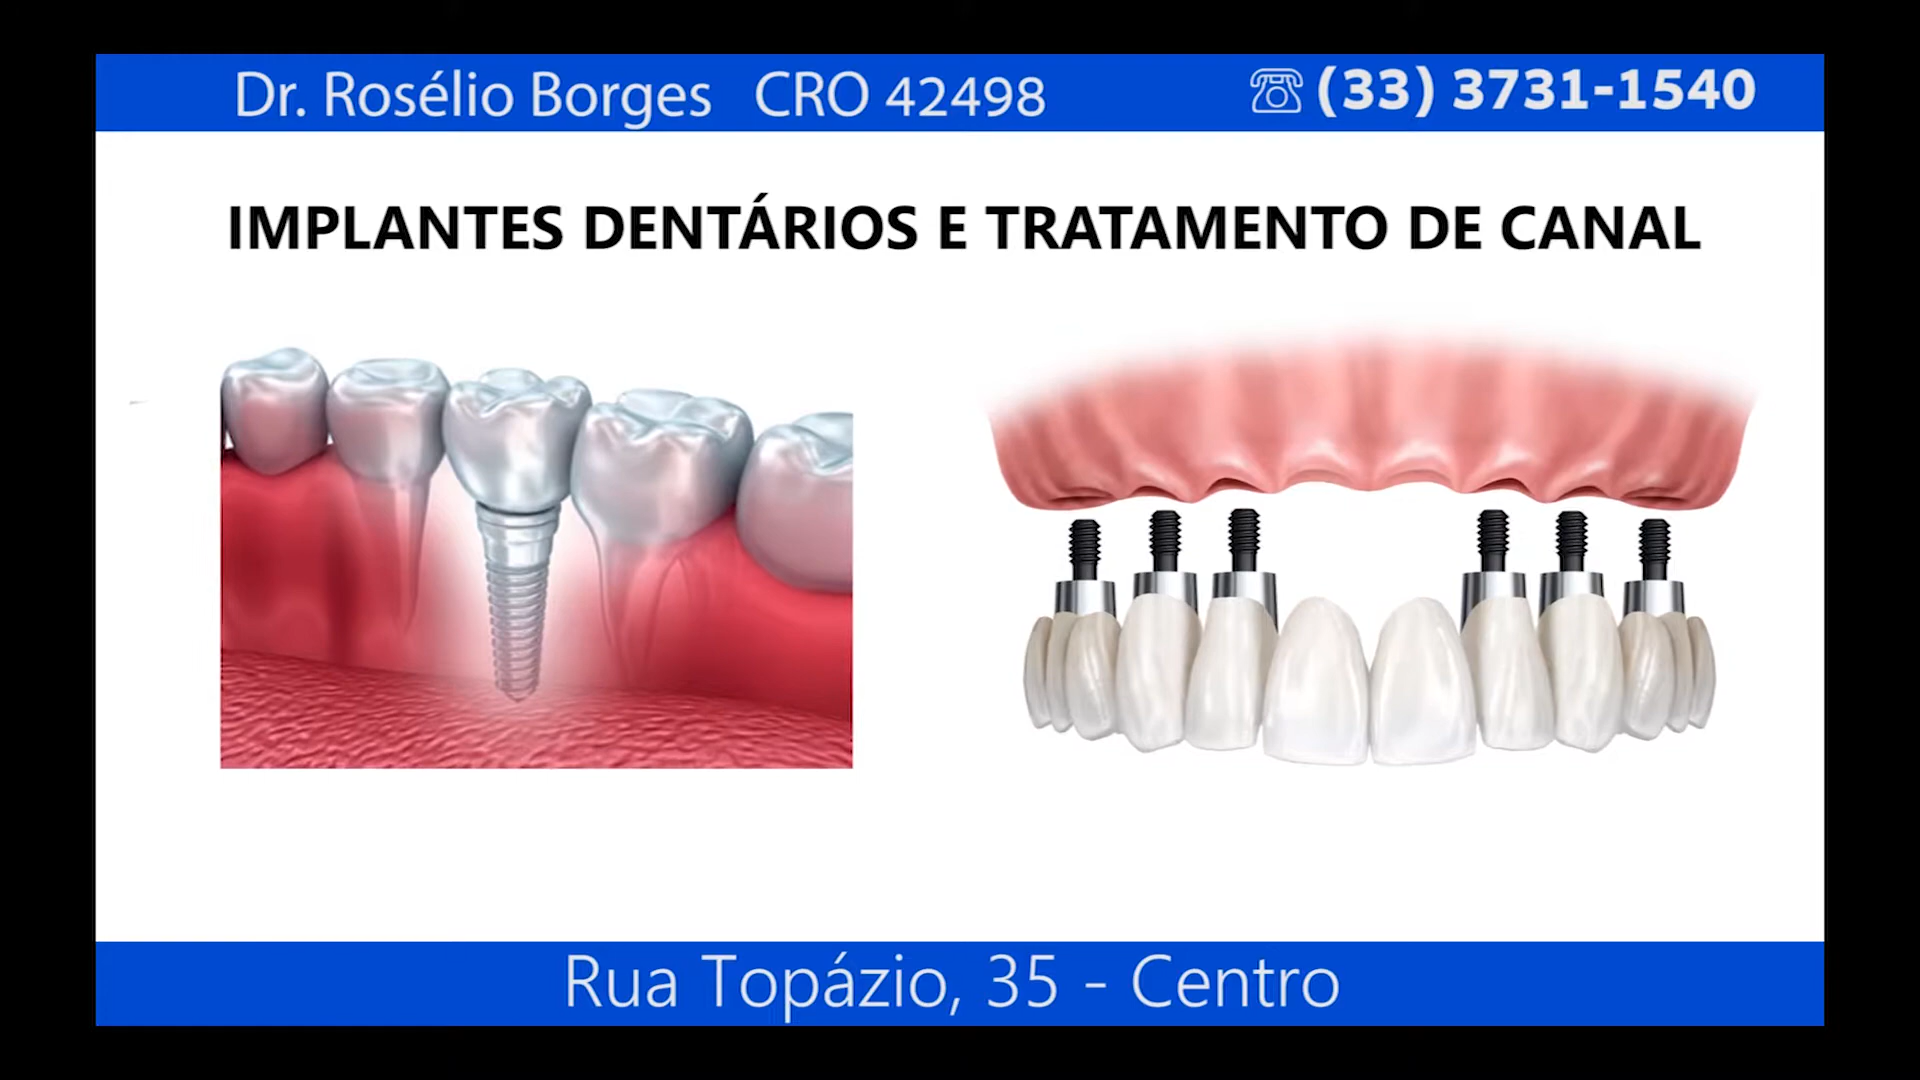 Dr. Rosélio Borges CRO 42498 (33) 3731-1540
IMPLANTES DENTÁRIOS E TRATAMENTO DE CANAL
Rua Topázio, 35 - Centro